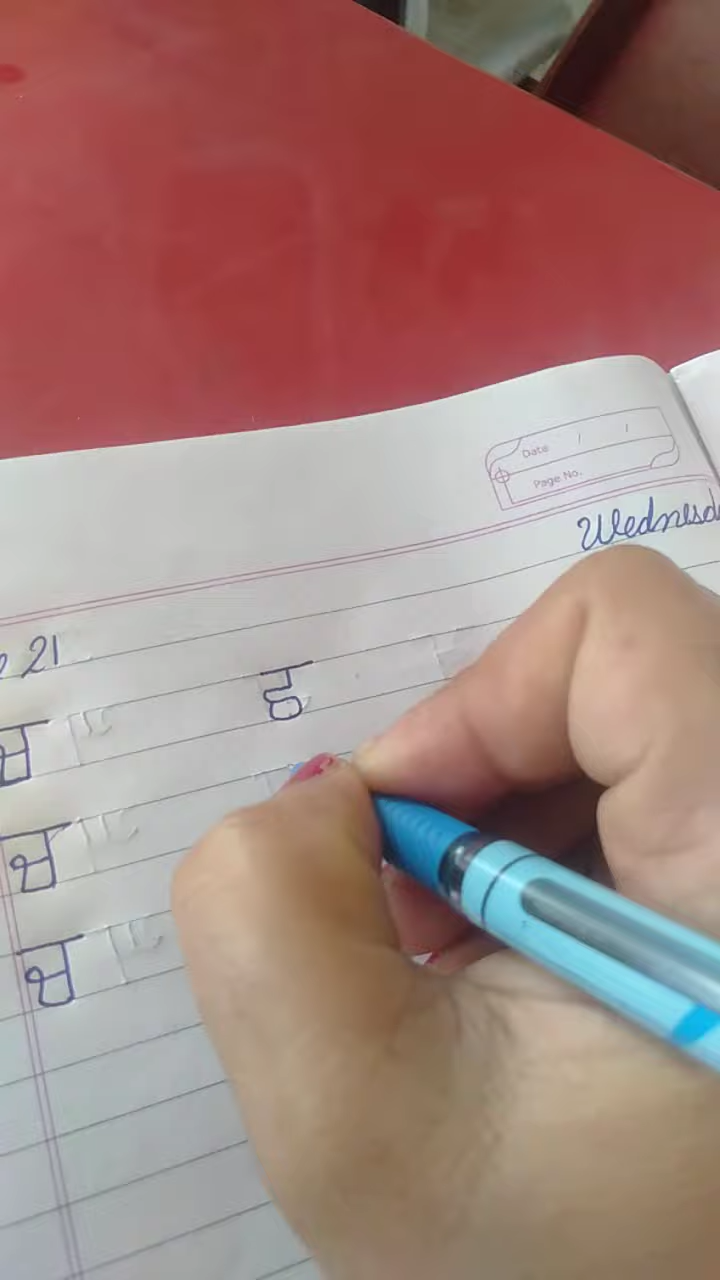 Date / /
Page No.
Wednesd
21
ਬ
ਬ
ਬ